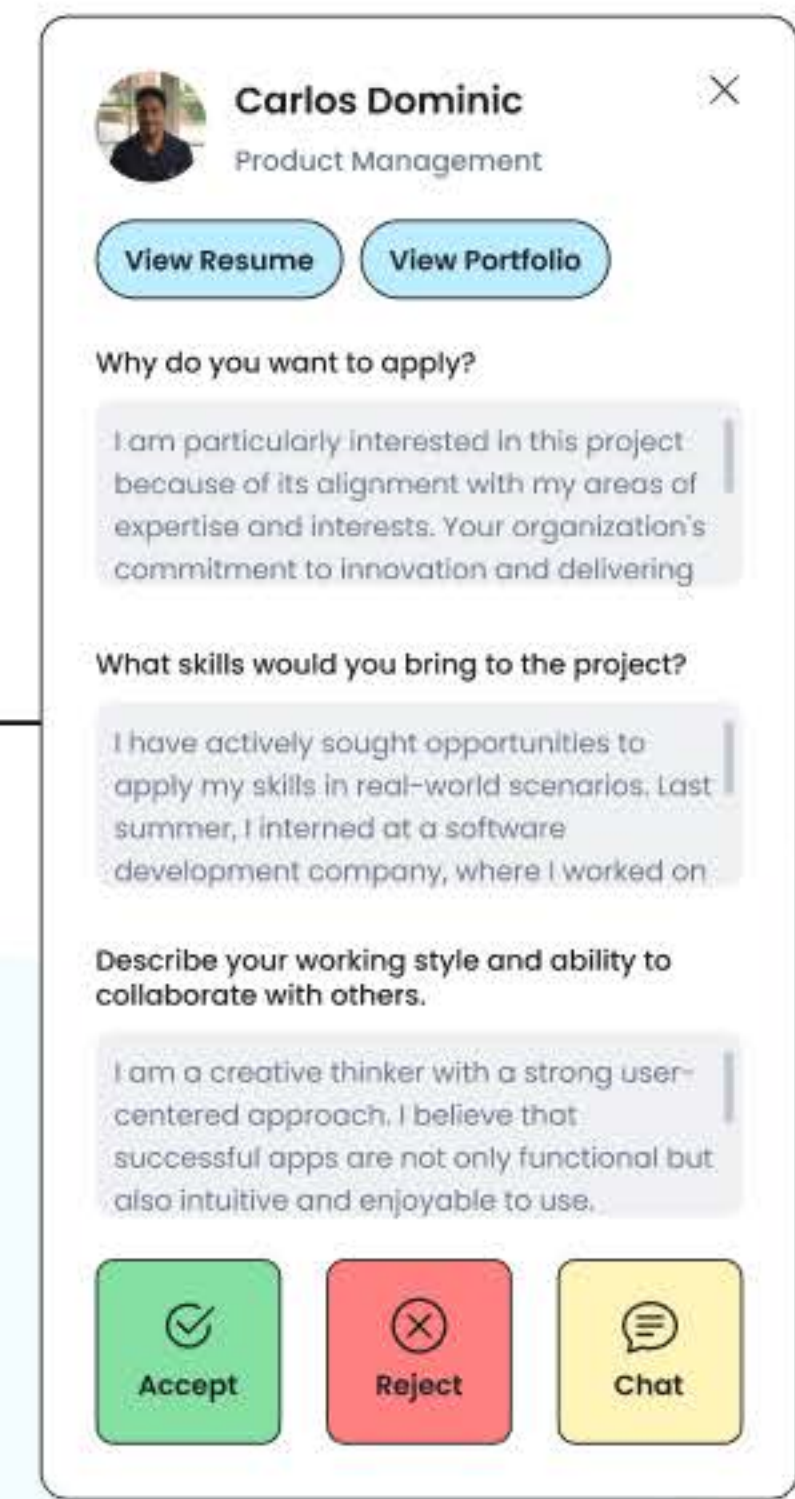 Carlos Dominic
Product Management
View Resume
View Portfolio
Why do you want to apply?
I am particularly interested in this project
because of its alignment with my areas of
expertise and interests. Your organization's
commitment to innovation and delivering
What skills would you bring to the project?
I have actively sought opportunities to
apply my skills in real-world scenarios. Last
summer, I interned at a software
development company, where I worked on
Describe your working style and ability to
collaborate with others.
I am a creative thinker with a strong user-
centered approach. I believe that
successful apps are not only functional but
also intuitive and enjoyable to use.
Accept
Reject
Chat